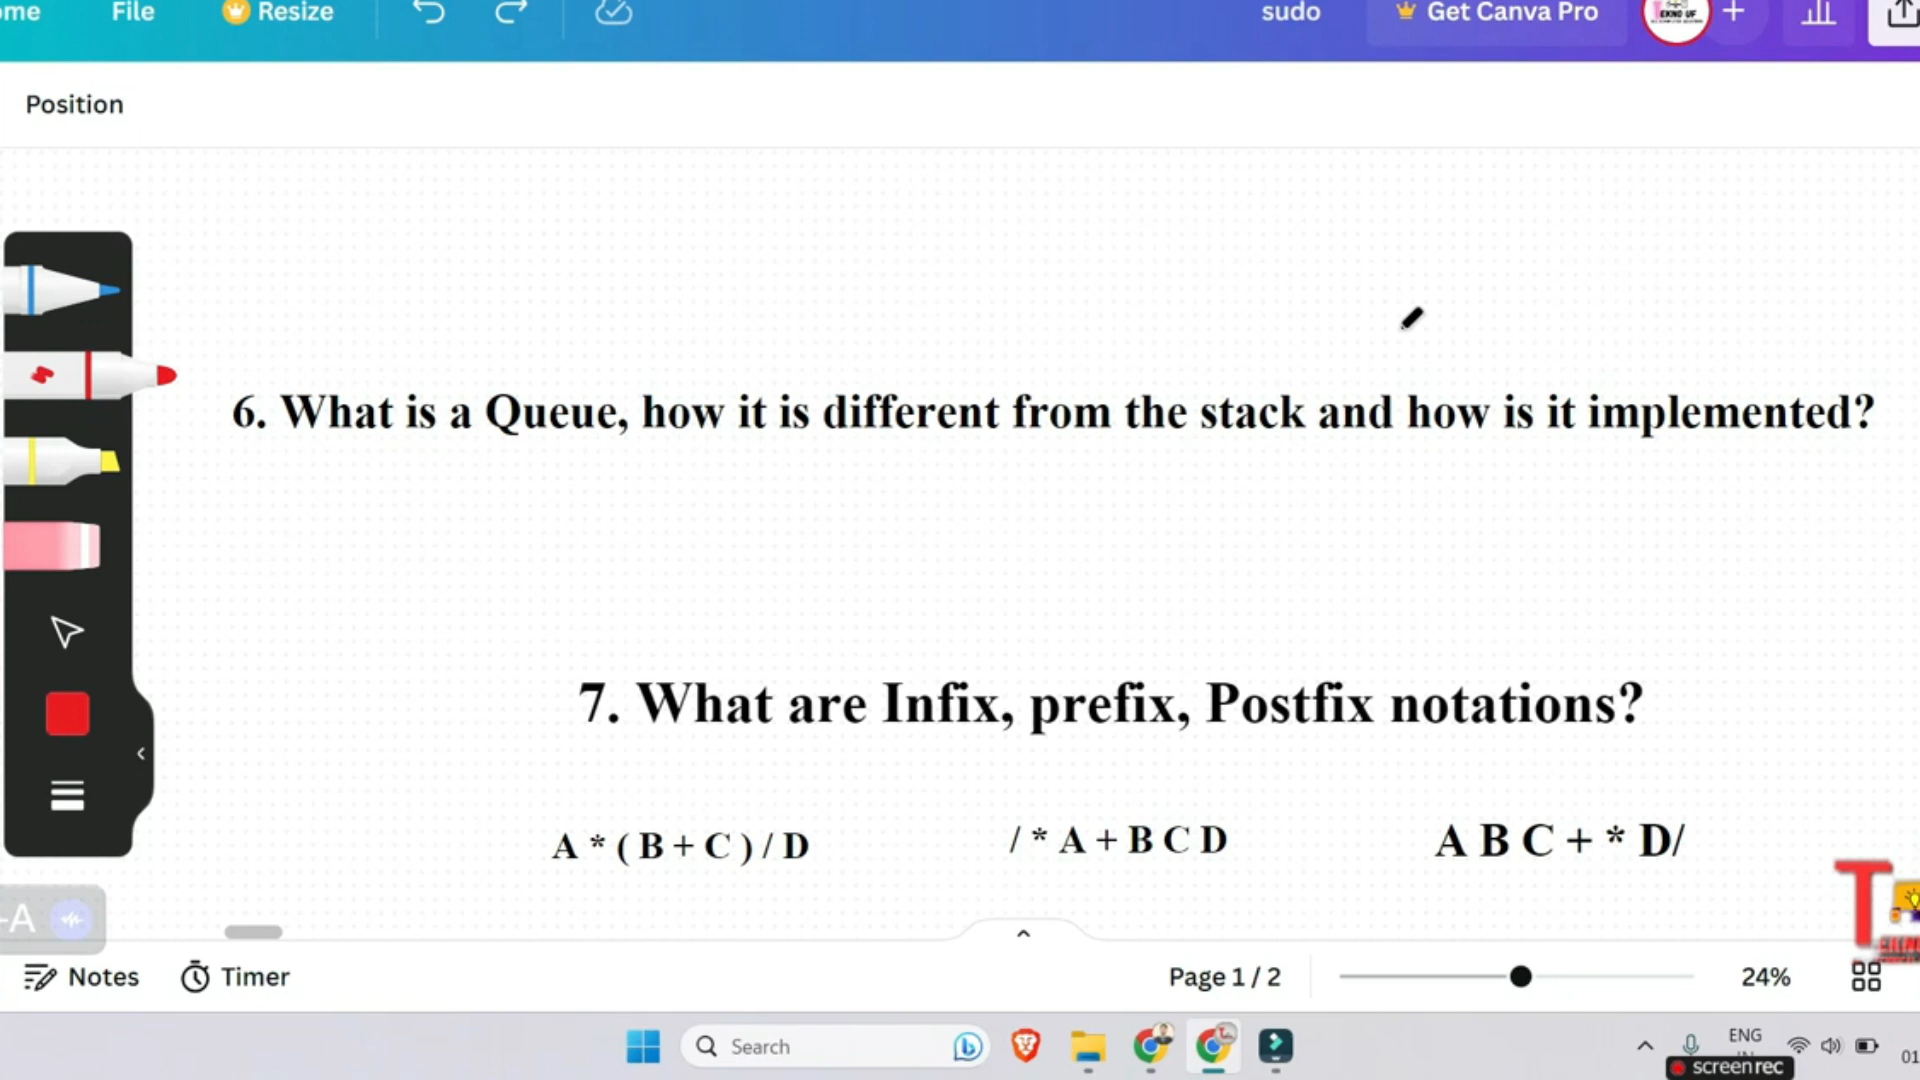 ome File Resize sudo Get Canva Pro
Position
6. What is a Queue, how it is different from the stack and how is it implemented?
7. What are Infix, prefix, Postfix notations?
A * ( B + C ) / D / * A + B C D A B C + * D/
-A
Notes Timer Page 1 / 2 24%
Search ENG
screenrec 01